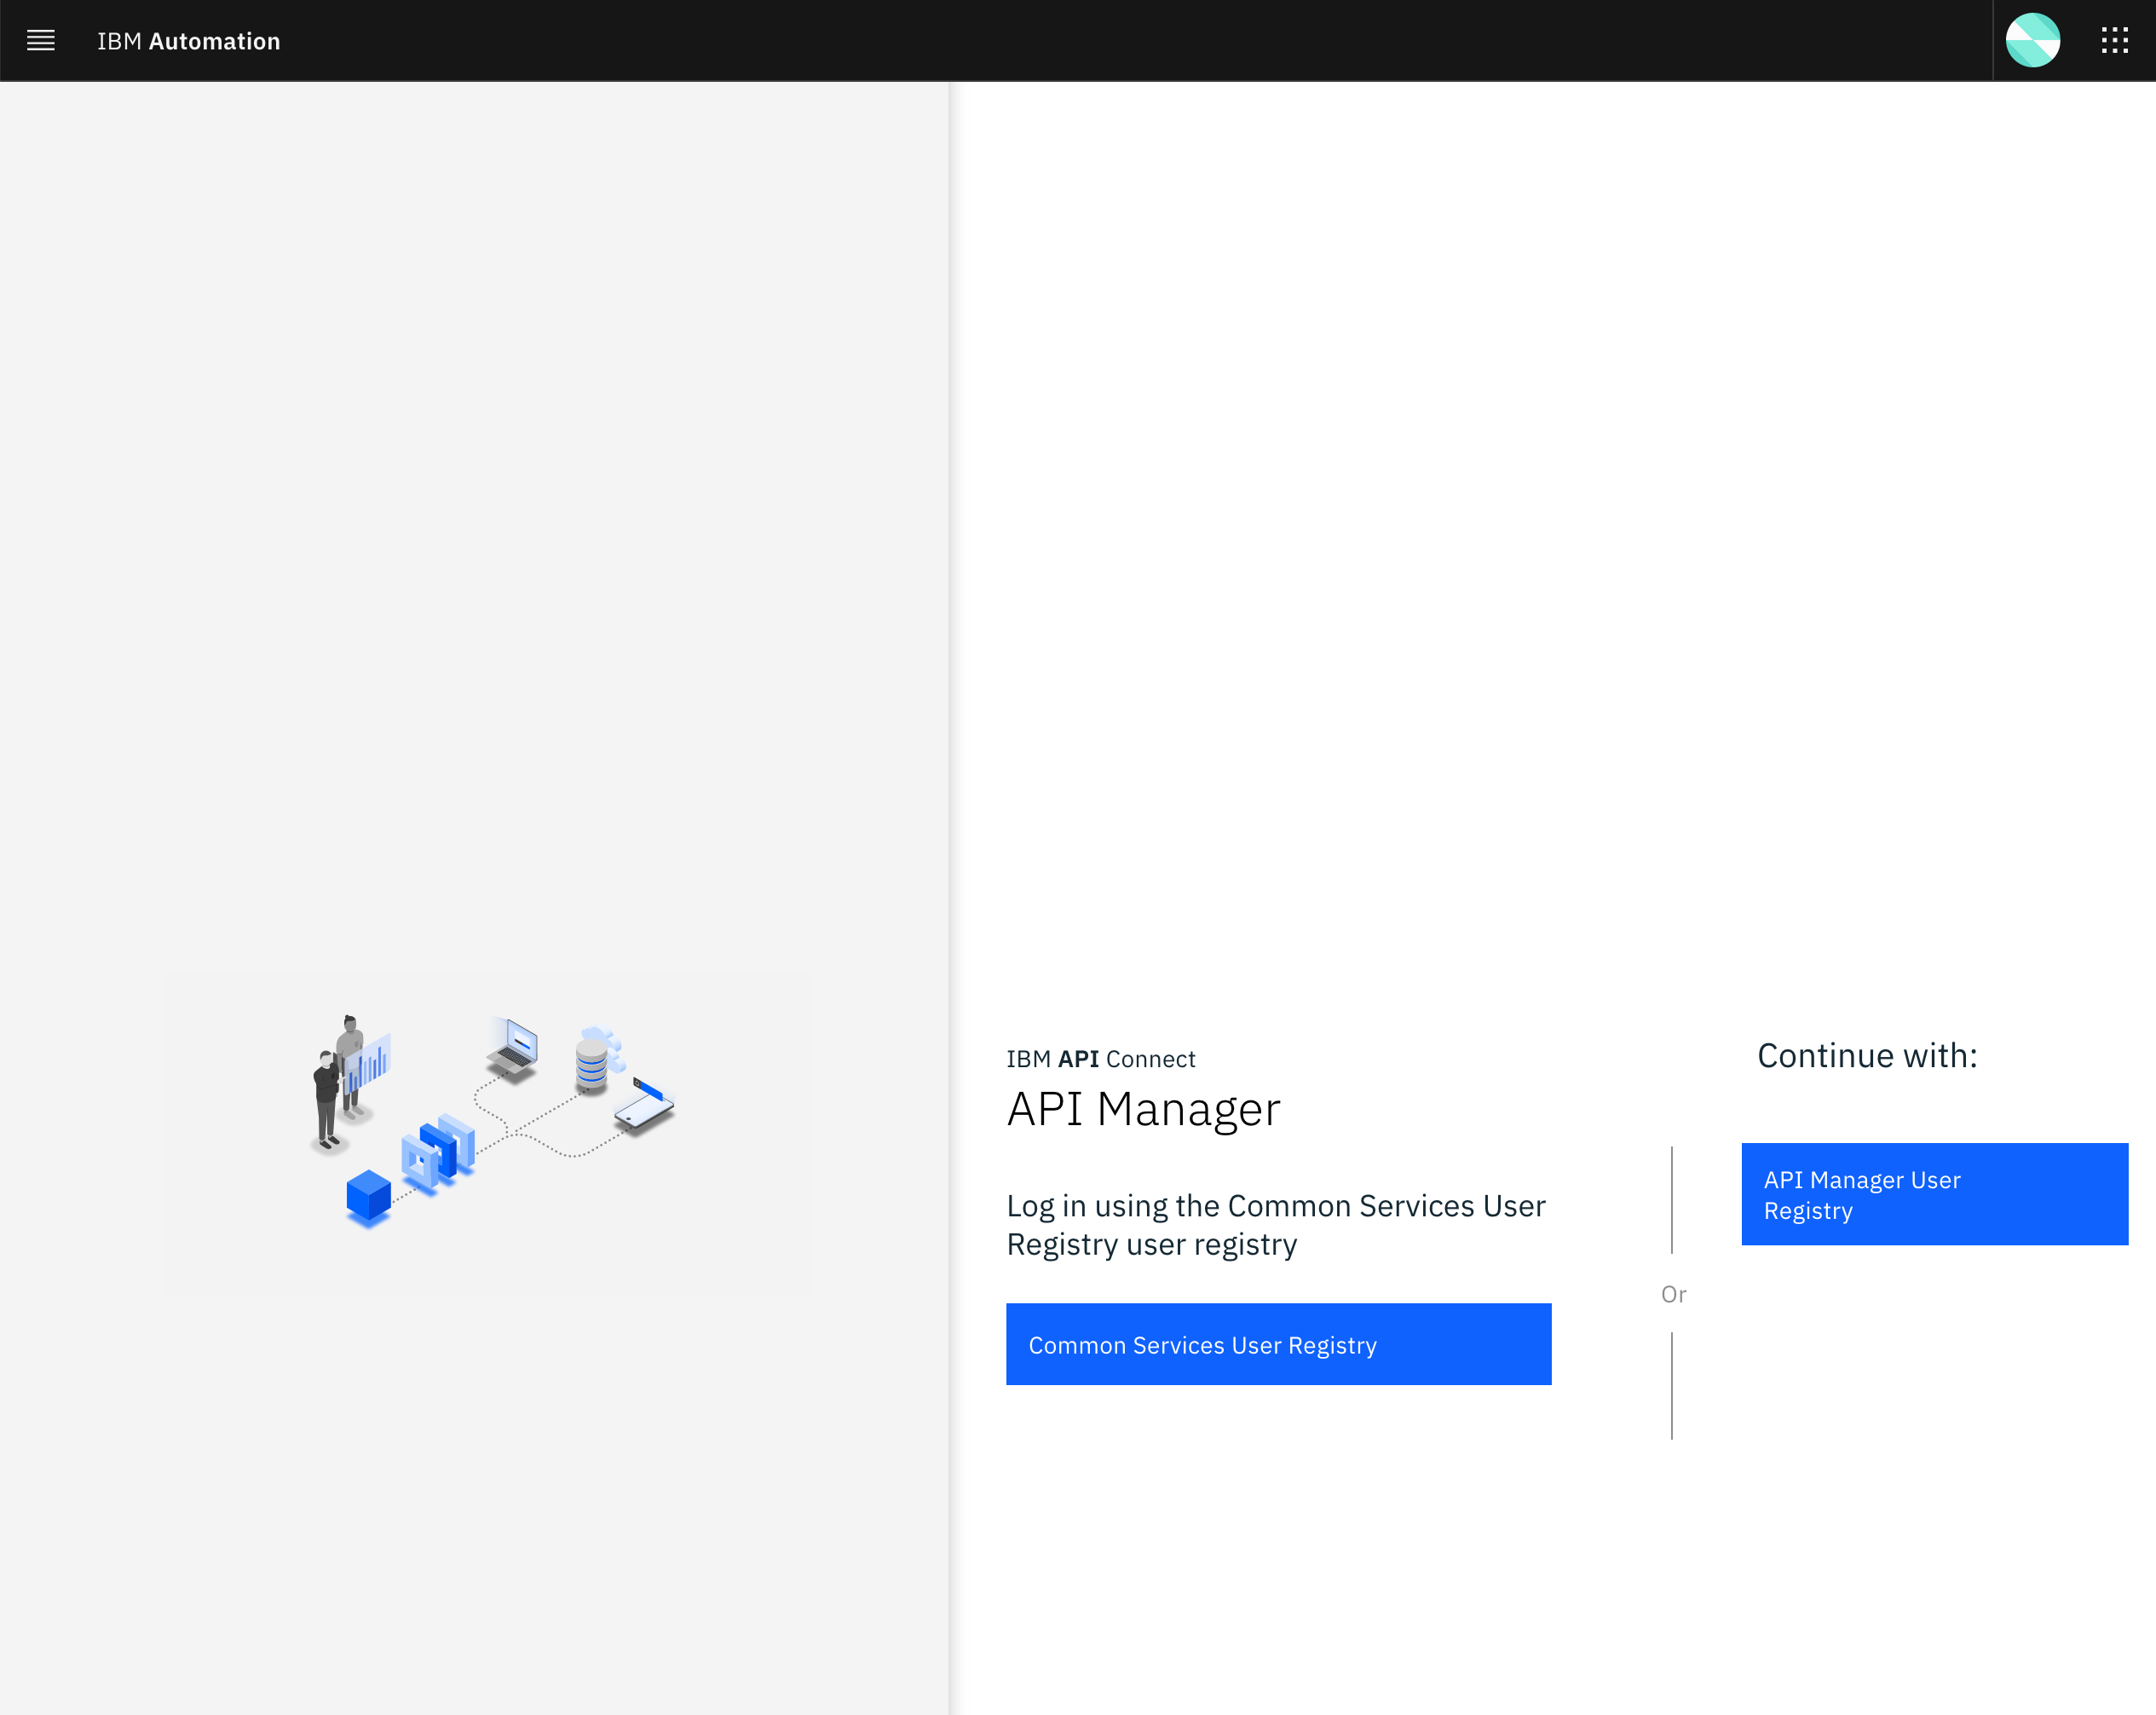 IBM Automation
IBM API Connect
API Manager
Log in using the Common Services User
Registry user registry
Common Services User Registry
Or
Continue with:
API Manager User
Registry